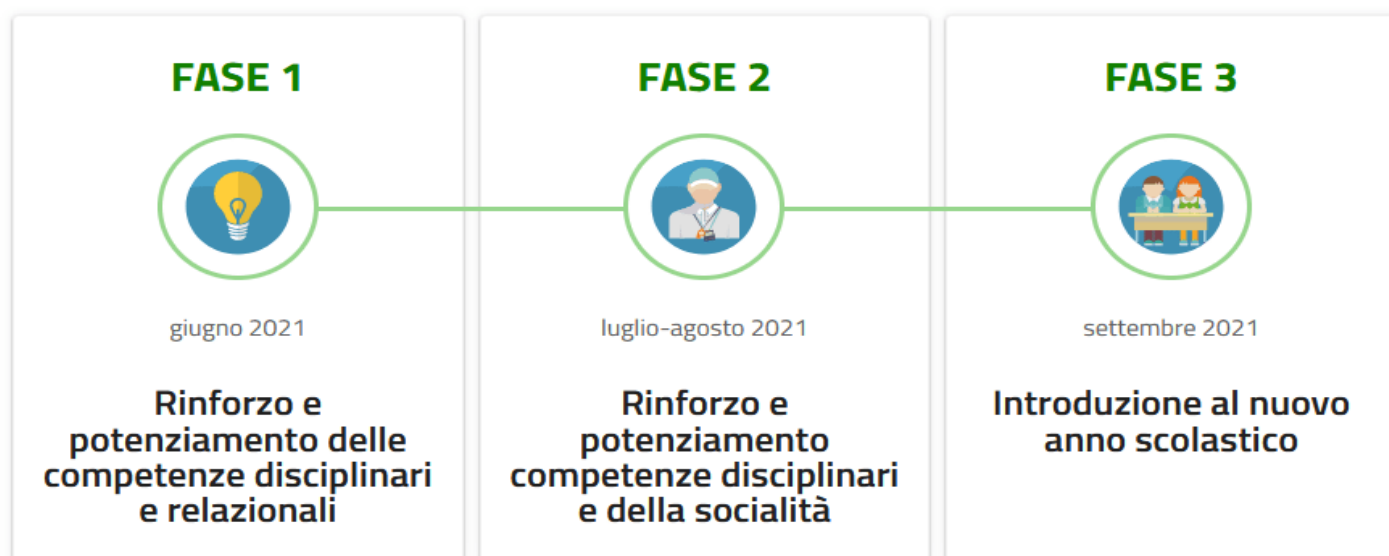 FASE 1
giugno 2021
Rinforzo e
potenziamento delle
competenze disciplinari
e relazionali
FASE 2
luglio-agosto 2021
Rinforzo e
potenziamento
competenze disciplinari
e della socialità
FASE 3
settembre 2021
Introduzione al nuovo
anno scolastico